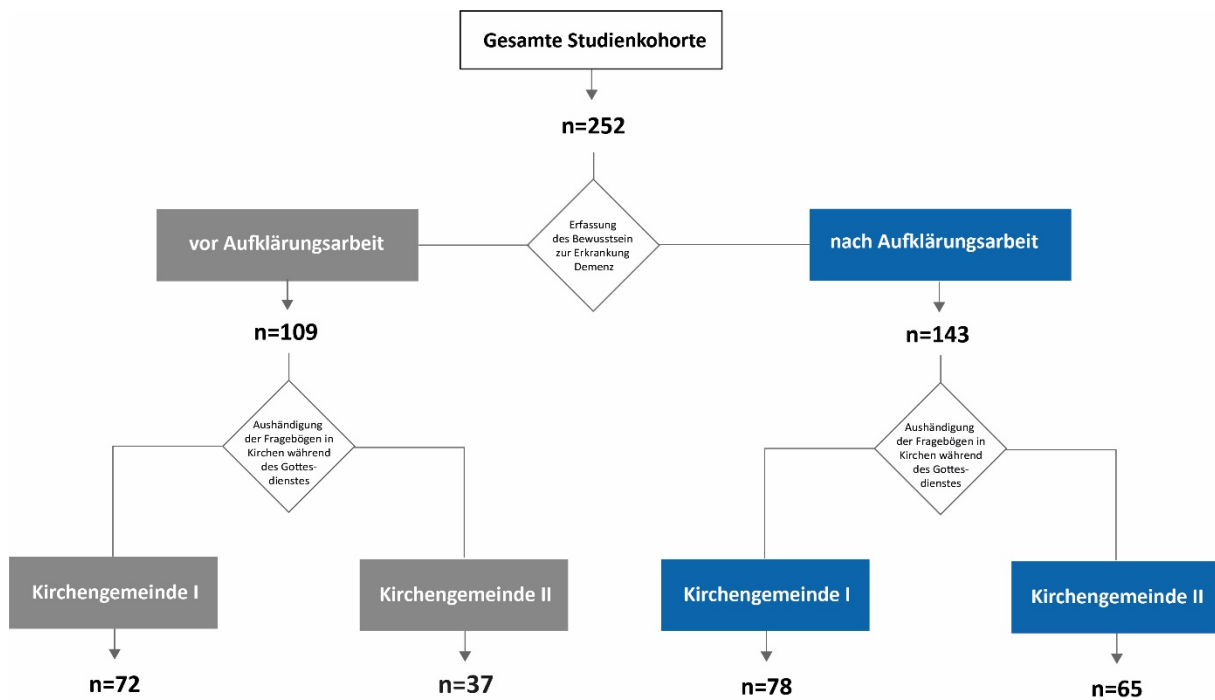 Gesamte Studienkohorte
n=252
Erfassung
des Bewusstsein
zur Erkrankung
Demenz
vor Aufklärungsarbeit
nach Aufklärungsarbeit
n=109
n=143
Aushändigung
der Fragebögen in
Kirchen während
des Gottes-
dienstes
Aushändigung
der Fragebögen in
Kirchen während
des Gottes-
dienstes
Kirchengemeinde I
Kirchengemeinde II
Kirchengemeinde I
Kirchengemeinde II
n=72
n=37
n=78
n=65